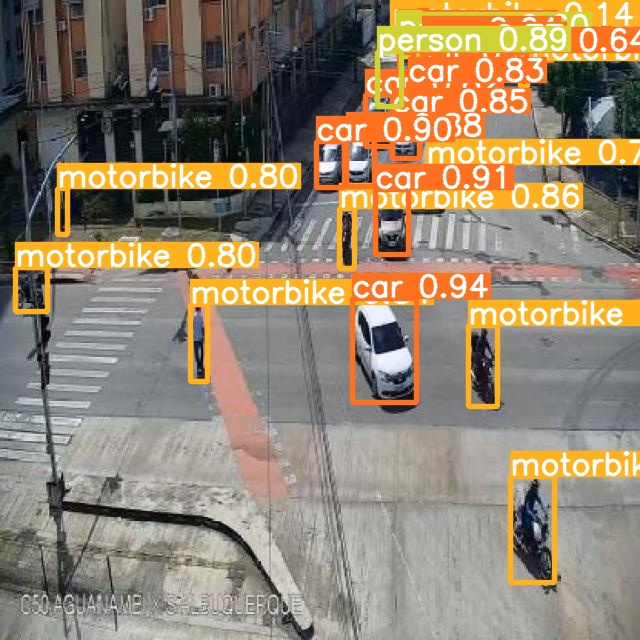 motorbike 0.14
person 0.89
0.64
car 0.83
car 0.85
car 0.90
motorbike 0.7
motorbike 0.80
car 0.91
motorbike 0.86
motorbike 0.80
motorbike
car 0.94
motorbike
motorbik
C50 AGUANAMBI X S ALBUQUERQUE